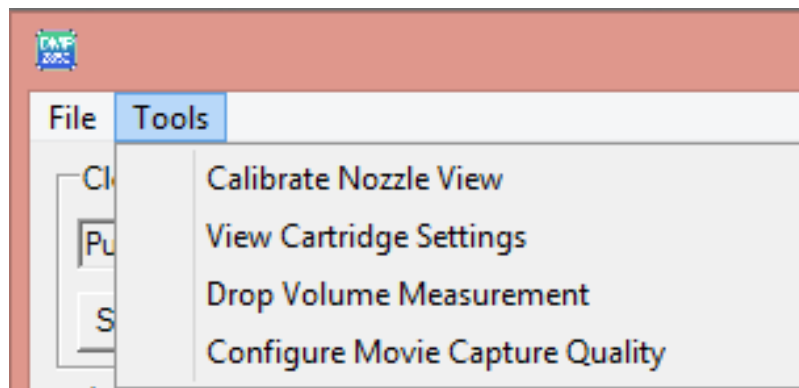 DMP
File Tools
Calibrate Nozzle View
View Cartridge Settings
Drop Volume Measurement
Configure Movie Capture Quality